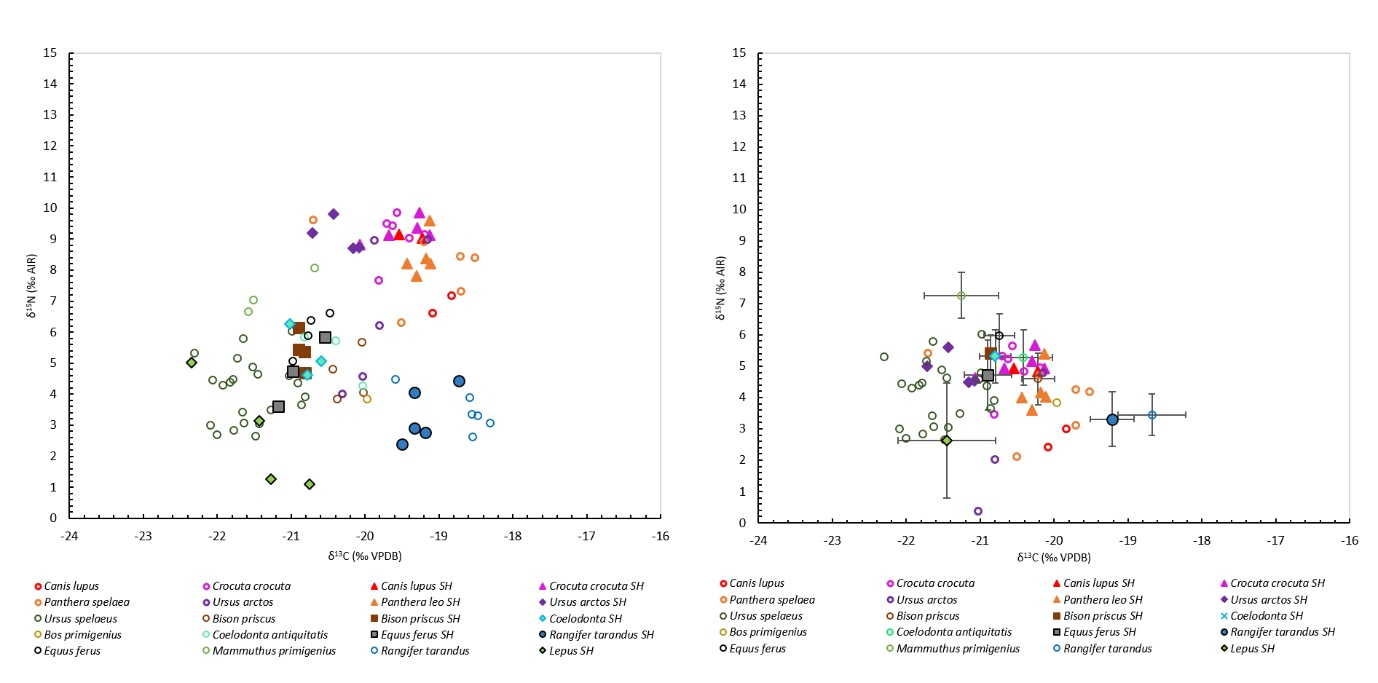 15
14
13
12
11
10
9
8
7
6
5
4
3
2
1
0
δ¹⁵N (‰ AIR)
-24 -23 -22 -21 -20 -19 -18 -17 -16
δ¹³C (‰ VPDB)
Canis lupus Crocuta crocuta Canis lupus SH Crocuta crocuta SH
Panthera spelaea Ursus arctos Panthera leo SH Ursus arctos SH
Ursus spelaeus Bison priscus Bison priscus SH Coelodonta SH
Bos primigenius Coelodonta antiquitatis Equus ferus SH Rangifer tarandus SH
Equus ferus Mammuthus primigenius Rangifer tarandus Lepus SH
15
14
13
12
11
10
9
8
7
6
5
4
3
2
1
0
δ¹⁵N (‰ AIR)
-24 -23 -22 -21 -20 -19 -18 -17 -16
δ¹³C (‰ VPDB)
Canis lupus Crocuta crocuta Canis lupus SH Crocuta crocuta SH
Panthera spelaea Ursus arctos Panthera leo SH Ursus arctos SH
Ursus spelaeus Bison priscus Bison priscus SH Coelodonta SH
Bos primigenius Coelodonta antiquitatis Equus ferus SH Rangifer tarandus SH
Equus ferus Mammuthus primigenius Rangifer tarandus Lepus SH